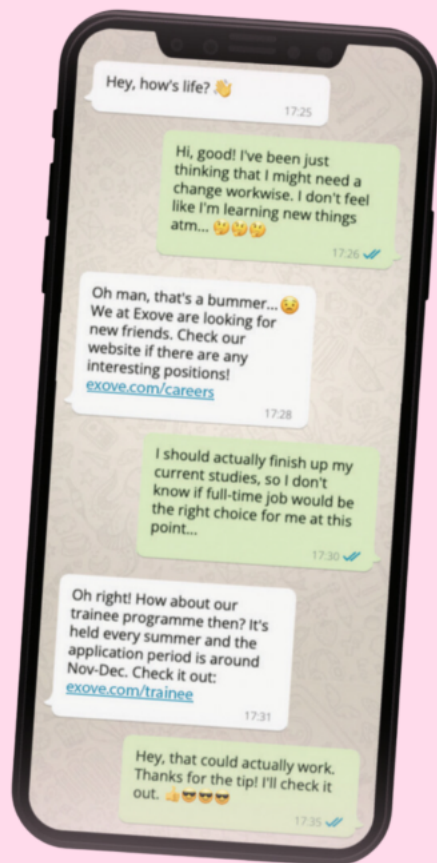 Hey, how's life? 👋
17:25
Hi, good! I've been just
thinking that I might need a
change workwise. I don't feel
like I'm learning new things
atm... 🤔🤔🤔
17:26
Oh man, that's a bummer... 😟
We at Exove are looking for
new friends. Check our
website if there are any
interesting positions!
exove.com/careers
17:28
I should actually finish up my
current studies, so I don't
know if full-time job would be
the right choice for me at this
point...
17:30
Oh right! How about our
trainee programme then? It's
held every summer and the
application period is around
Nov-Dec. Check it out:
exove.com/trainee
17:31
Hey, that could actually work.
Thanks for the tip! I'll check it
out. 👍😎😎😎
17:35